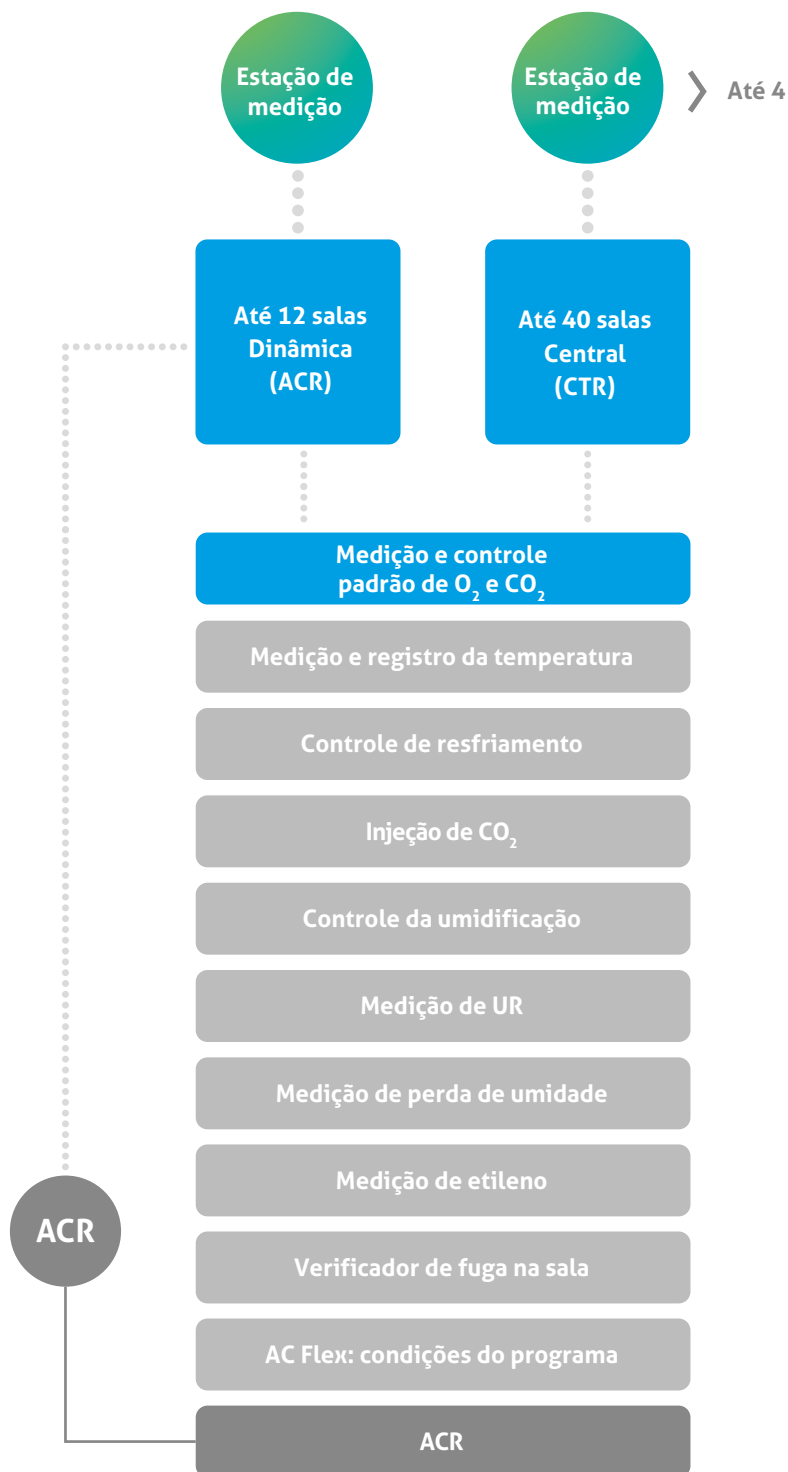 Estação de
medição
Estação de
medição
Até 4
Até 12 salas
Dinâmica
(ACR)
Até 40 salas
Central
(CTR)
Medição e controle
padrão de O₂ e CO₂
Medição e registro da temperatura
Controle de resfriamento
Injeção de CO₂
Controle da umidificação
Medição de UR
Medição de perda de umidade
Medição de etileno
ACR
Verificador de fuga na sala
AC Flex: condições do programa
ACR